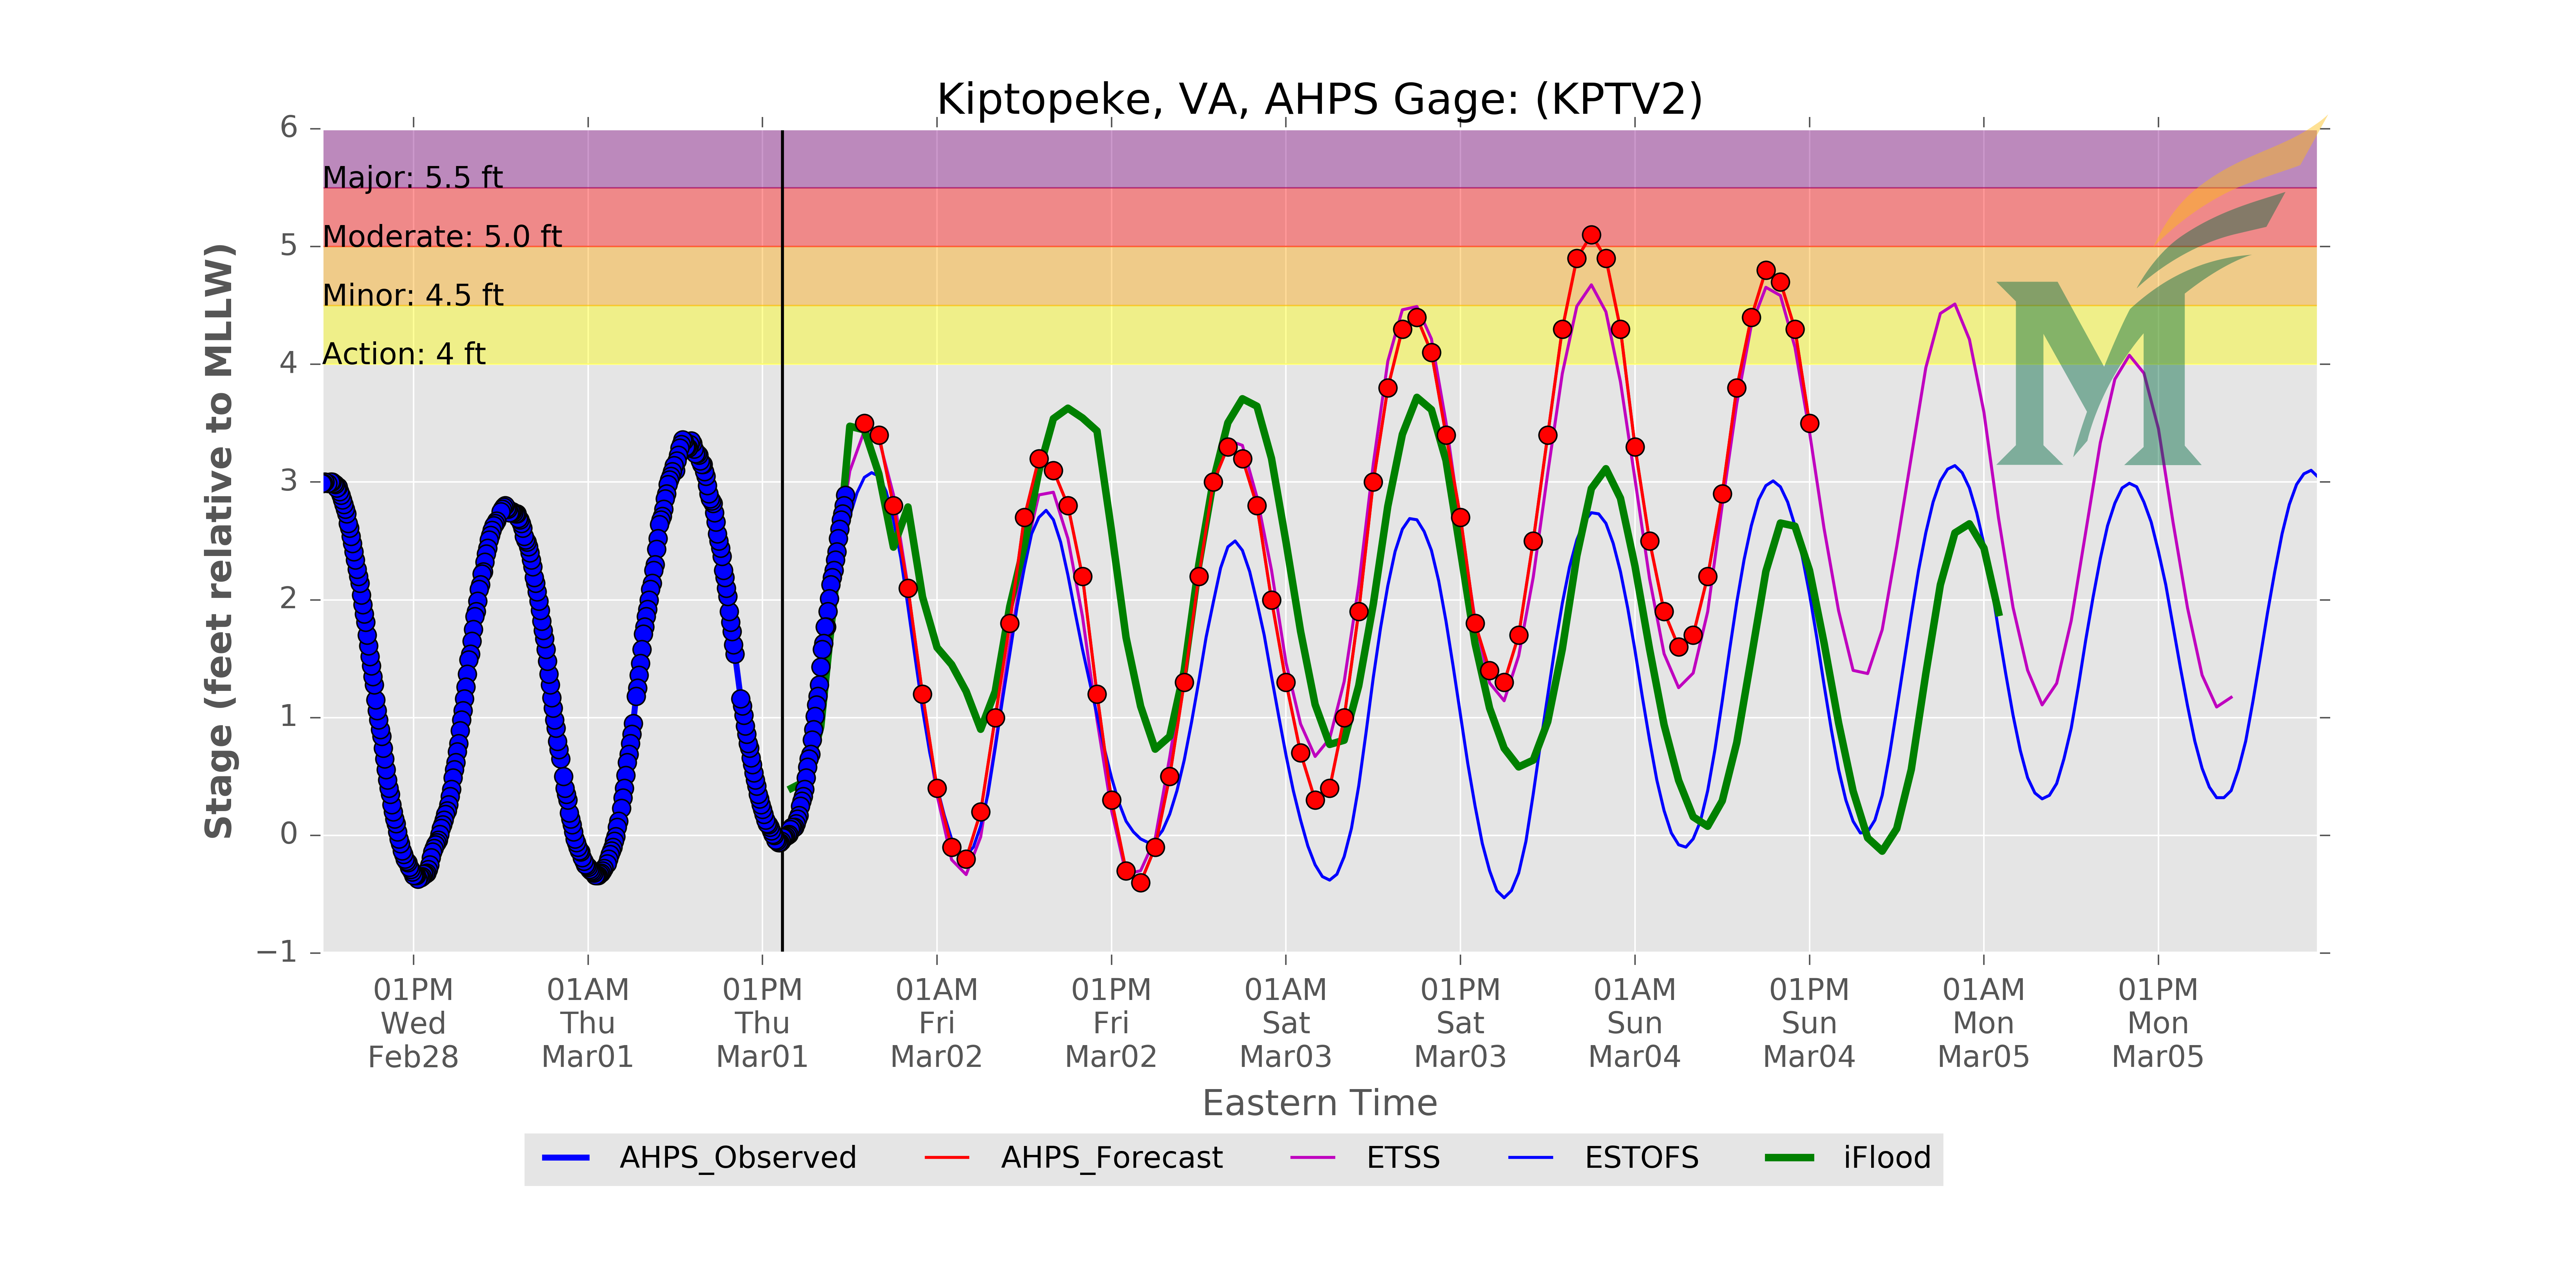 Kiptopeke, VA, AHPS Gage: (KPTV2)
Stage (feet relative to MLLW)
6
5
4
3
2
1
0
−1
Major: 5.5 ft
Moderate: 5.0 ft
Minor: 4.5 ft
Action: 4 ft
M
01PM 01AM 01PM 01AM 01PM 01AM 01PM 01AM 01PM 01AM 01PM
Wed Thu Thu Fri Fri Sat Sat Sun Sun Mon Mon
Feb28 Mar01 Mar01 Mar02 Mar02 Mar03 Mar03 Mar04 Mar04 Mar05 Mar05
Eastern Time
AHPS_Observed AHPS_Forecast ETSS ESTOFS iFlood